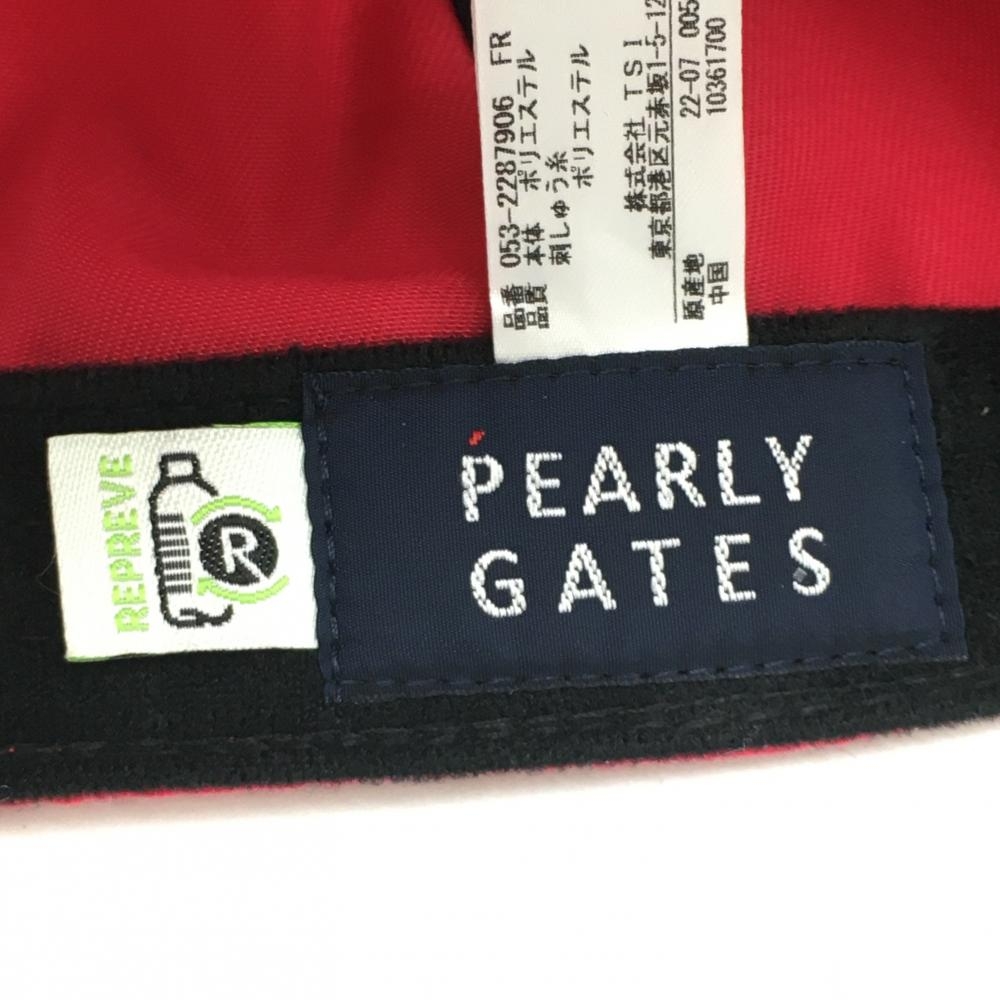 品番 053-2287906 FR
品質 本体 ポリエステル
刺しゅう糸
ポリエステル
株式会社 TSI
東京都港区元赤坂1-5-12
原産地 22-07 005
中国 10361700
REPREVE
R
PEARLY
GATES